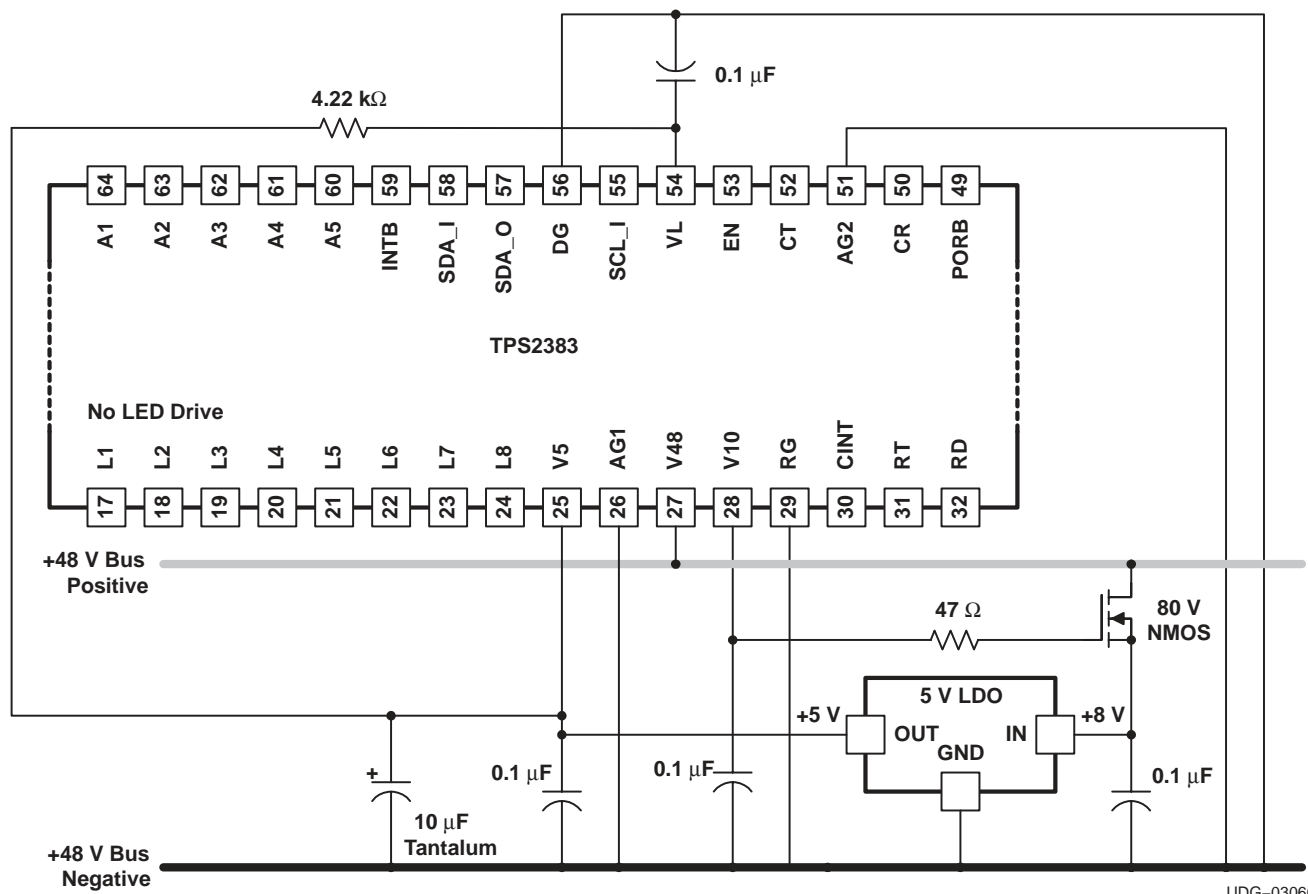 0.1 μF
4.22 kΩ
64 63 62 61 60 59 58 57 56 55 54 53 52 51 50 49
A1 A2 A3 A4 A5 INTB SDA_I SDA_O DG SCL_I VL EN CT AG2 CR PORB
TPS2383
No LED Drive
L1 L2 L3 L4 L5 L6 L7 L8 V5 AG1 V48 V10 RG CINT RT RD
17 18 19 20 21 22 23 24 25 26 27 28 29 30 31 32
+48 V Bus
Positive
47 Ω
80 V
NMOS
5 V LDO
+5 V
+8 V
OUT
IN
GND
+
0.1 μF
0.1 μF
0.1 μF
10 μF
Tantalum
+48 V Bus
Negative